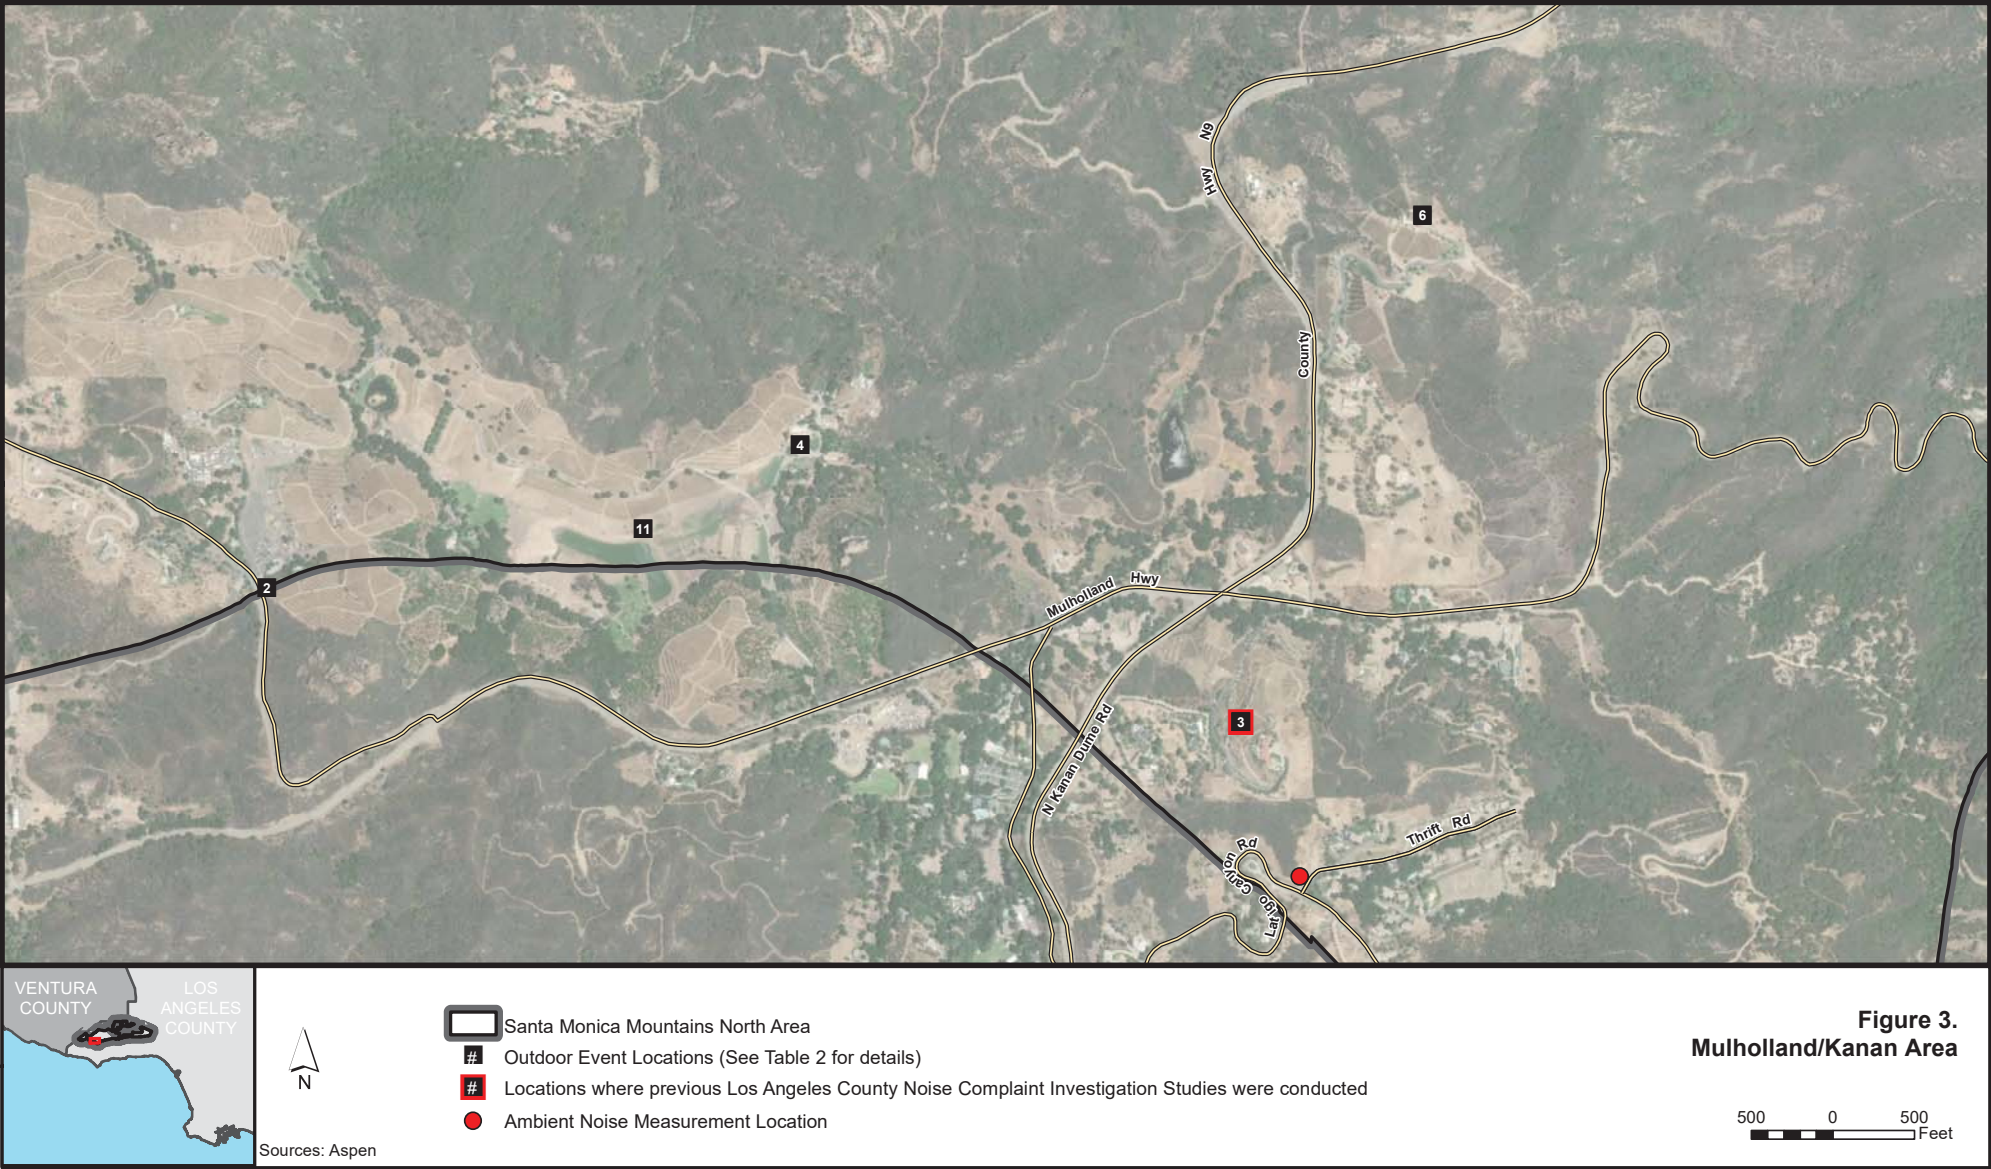 N9
Hwy
6
County
4
11
2
Mulholland Hwy
3
N Kanan Dume Rd
Thrift Rd
Latigo Canyon Rd
VENTURA
COUNTY
LOS
ANGELES
COUNTY
N
Sources: Aspen
Santa Monica Mountains North Area
# Outdoor Event Locations (See Table 2 for details)
# Locations where previous Los Angeles County Noise Complaint Investigation Studies were conducted
Ambient Noise Measurement Location
Figure 3.
Mulholland/Kanan Area
500 0 500
Feet